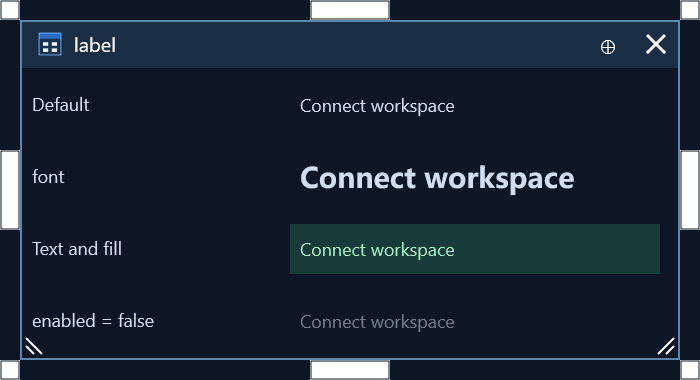 label
Default
Connect workspace
font
Connect workspace
Text and fill
Connect workspace
enabled = false
Connect workspace